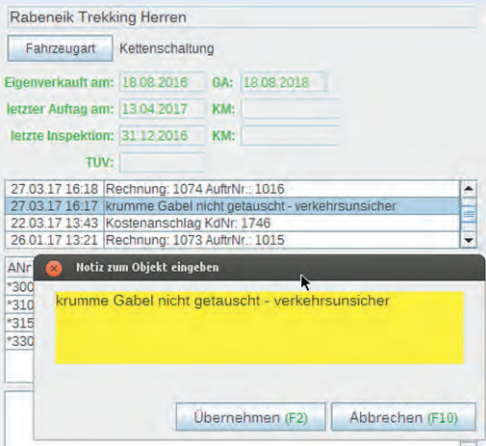 Rabeneik Trekking Herren
Fahrzeugart Kettenschaltung
Eigenverkauft am: 18.08.2016 GA: 18.08.2018
letzter Auftag am: 13.04.2017 KM:
letzte Inspektion: 31.12.2016 KM:
TÜV:
27.03.17 16:18 Rechnung: 1074 AuftrNr.: 1016
27.03.17 16:17 krumme Gabel nicht getauscht - verkehrsunsicher
22.03.17 13:43 Kostenanschlag KdNr: 1746
26.01.17 13:21 Rechnung: 1073 AuftrNr.: 1015
ANr
Notiz zum Objekt eingeben
*300
*310
*315
*330
krumme Gabel nicht getauscht - verkehrsunsicher
Übernehmen (F2) Abbrechen (F10)